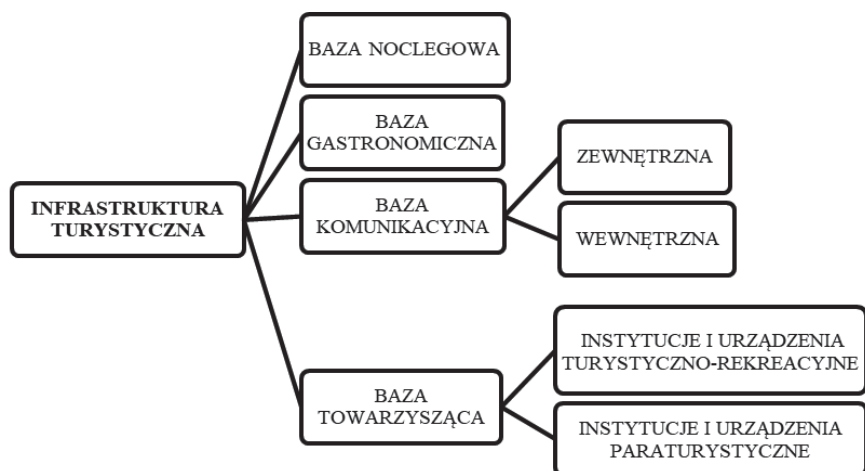 INFRASTRUKTURA
TURYSTYCZNA
BAZA NOCLEGOWA
BAZA
GASTRONOMICZNA
BAZA
KOMUNIKACYJNA
ZEWNĘTRZNA
WEWNĘTRZNA
BAZA
TOWARZYSZĄCA
INSTYTUCJE I URZĄDZENIA
TURYSTYCZNO-REKREACYJNE
INSTYTUCJE I URZĄDZENIA
PARATURYSTYCZNE